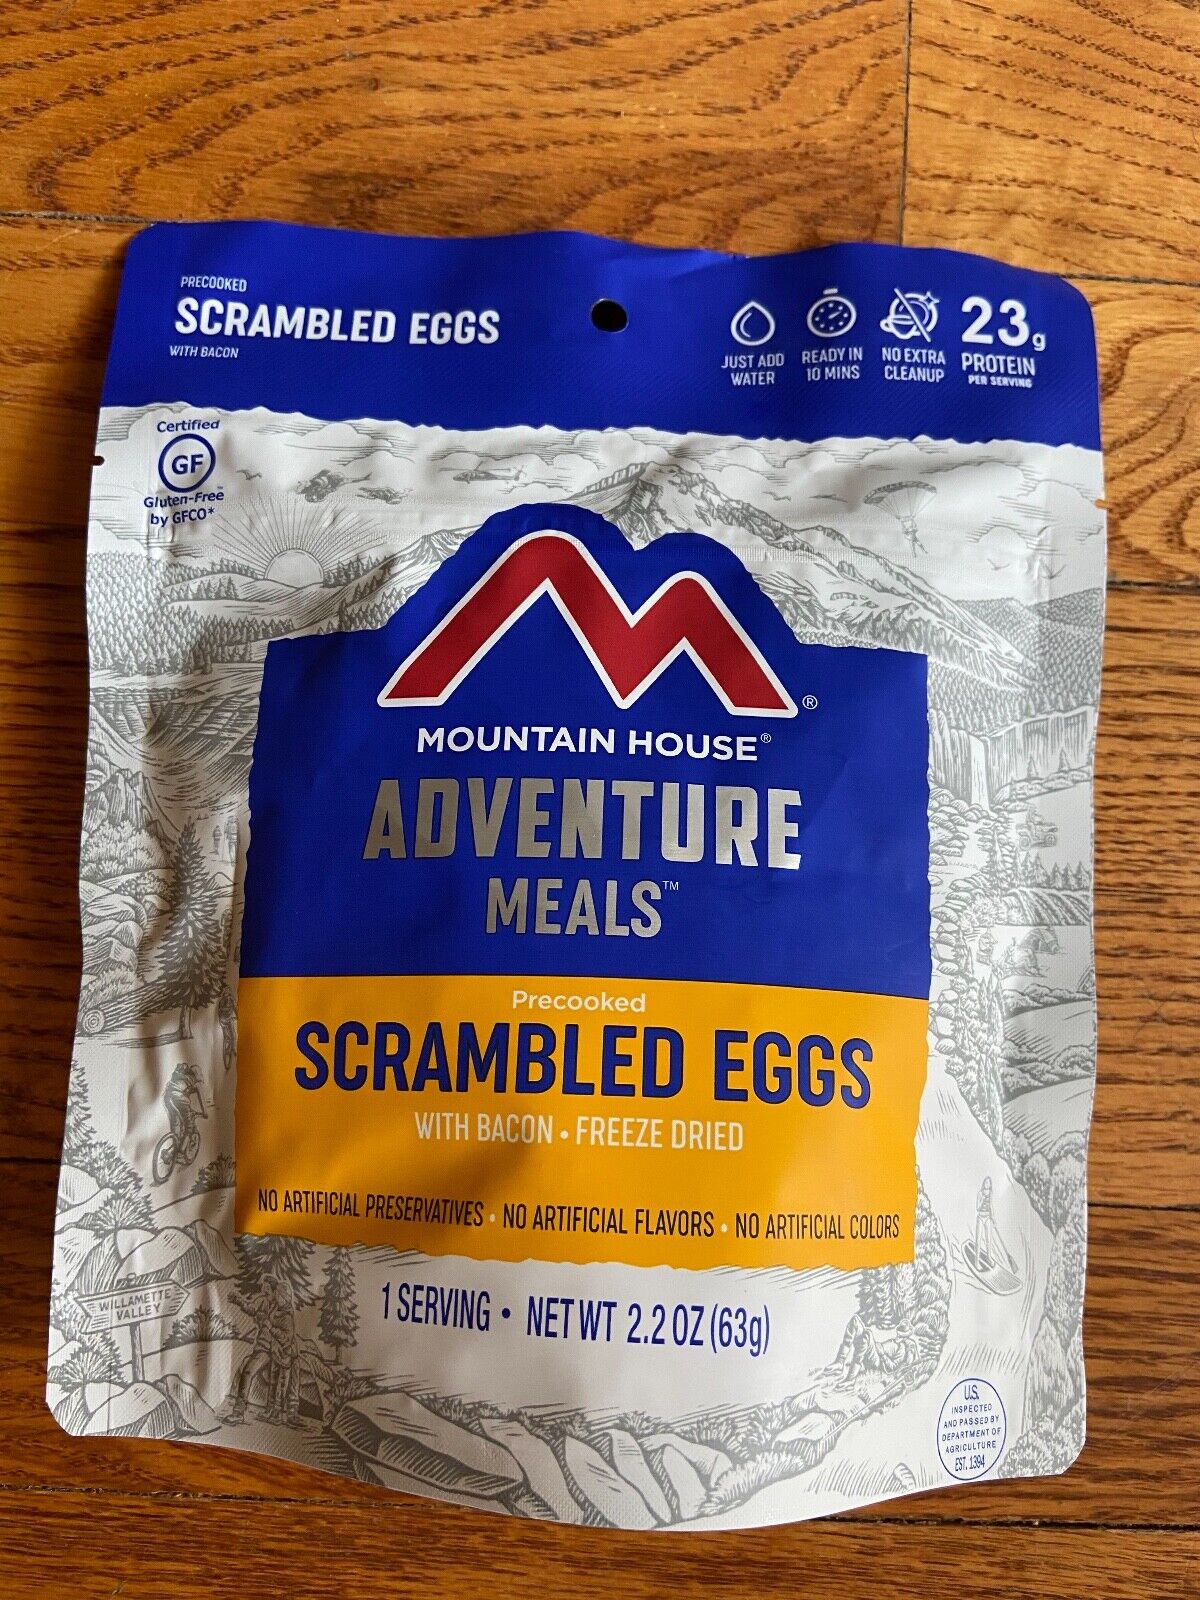 PRECOOKED
SCRAMBLED EGGS
WITH BACON
JUST ADD
WATER
READY IN
10 MINS
NO EXTRA
CLEANUP
23g
PROTEIN
PER SERVING
Certified
GF
Gluten-Free™
by GFCO*
®
MOUNTAIN HOUSE®
ADVENTURE
MEALS™
Precooked
SCRAMBLED EGGS
WITH BACON • FREEZE DRIED
NO ARTIFICIAL PRESERVATIVES • NO ARTIFICIAL FLAVORS • NO ARTIFICIAL COLORS
WILLAMETTE
VALLEY
1 SERVING • NET WT 2.2 OZ (63g)
U.S.
INSPECTED
AND PASSED BY
DEPARTMENT OF
AGRICULTURE
EST. 1394